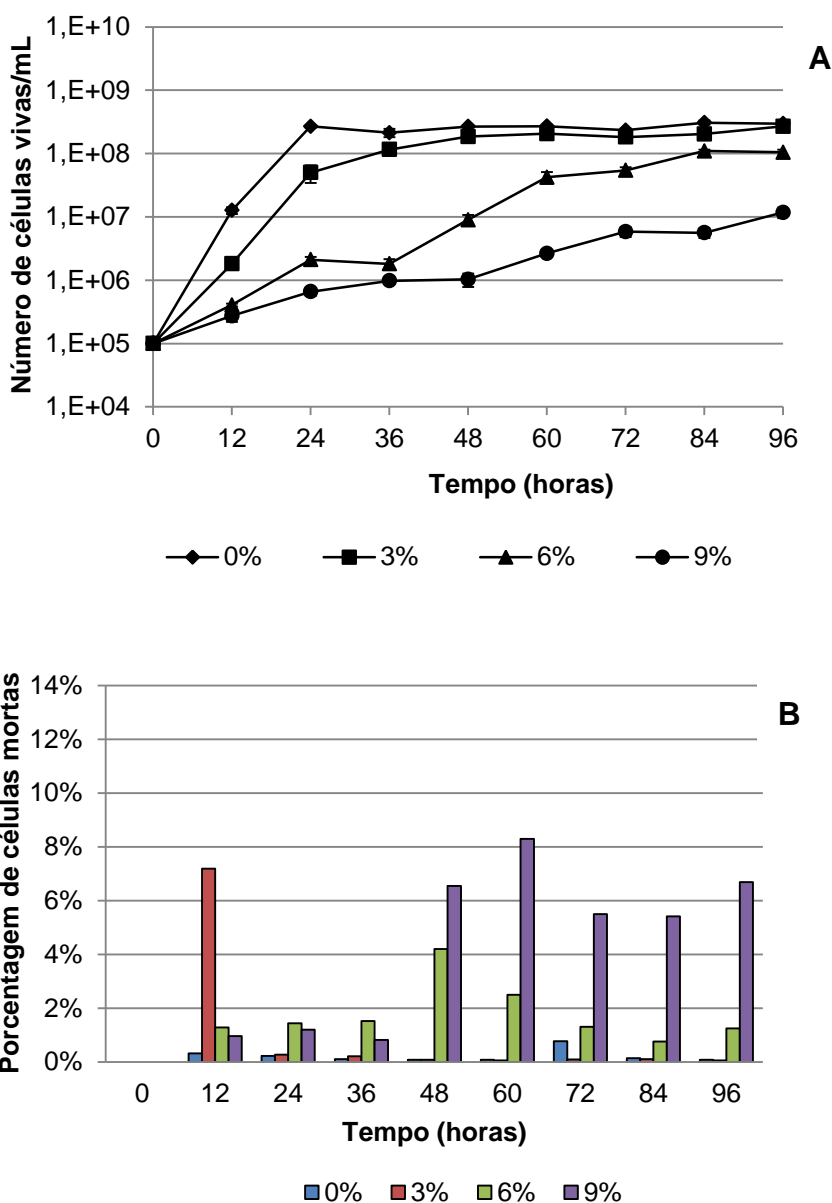 A
Número de células vivas/mL
1,E+10
1,E+09
1,E+08
1,E+07
1,E+06
1,E+05
1,E+04
0 12 24 36 48 60 72 84 96
Tempo (horas)
0% 3% 6% 9%
B
Porcentagem de células mortas
14%
12%
10%
8%
6%
4%
2%
0%
0 12 24 36 48 60 72 84 96
Tempo (horas)
0% 3% 6% 9%